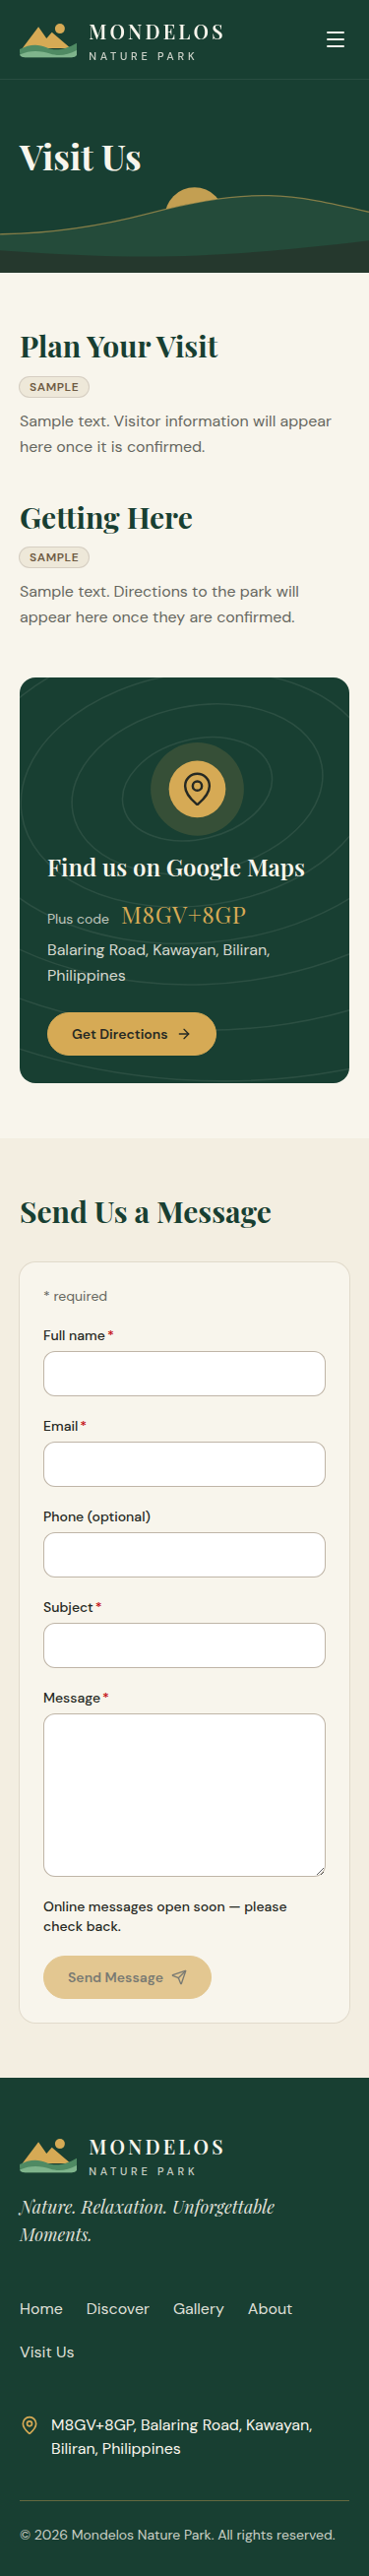 MONDELOS
NATURE PARK
Visit Us
Plan Your Visit
SAMPLE
Sample text. Visitor information will appear
here once it is confirmed.
Getting Here
SAMPLE
Sample text. Directions to the park will
appear here once they are confirmed.
Find us on Google Maps
Plus code M8GV+8GP
Balaring Road, Kawayan, Biliran,
Philippines
Get Directions
Send Us a Message
* required
Full name*
Email*
Phone (optional)
Subject*
Message*
Online messages open soon — please
check back.
Send Message
MONDELOS
NATURE PARK
Nature. Relaxation. Unforgettable
Moments.
Home Discover Gallery About
Visit Us
M8GV+8GP, Balaring Road, Kawayan,
Biliran, Philippines
© 2026 Mondelos Nature Park. All rights reserved.